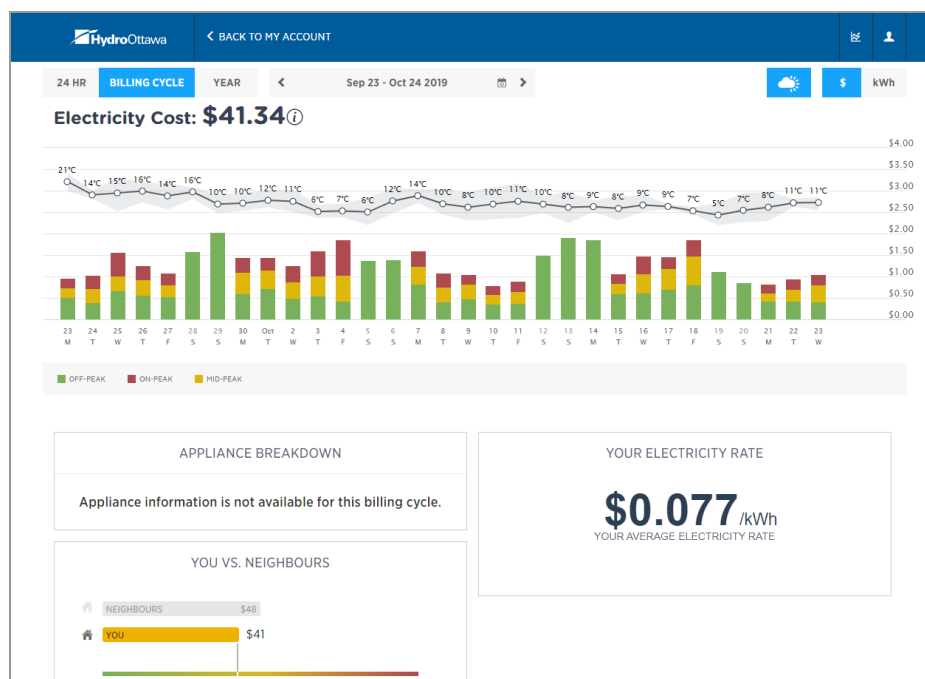 HydroOttawa
BACK TO MY ACCOUNT
24 HR BILLING CYCLE YEAR Sep 23 - Oct 24 2019 $ kWh
Electricity Cost: $41.34
$4.00
$3.50
$3.00
$2.50
$2.00
$1.50
$1.00
$0.50
$0.00
21°C 14°C 15°C 16°C 14°C 16°C 10°C 10°C 12°C 11°C 6°C 7°C 6°C 12°C 14°C 10°C 8°C 10°C 11°C 10°C 8°C 9°C 8°C 9°C 9°C 7°C 5°C 7°C 8°C 11°C 11°C
23 24 25 26 27 28 29 30 Oct 2 3 4 5 6 7 8 9 10 11 12 13 14 15 16 17 18 19 20 21 22 23
M T W T F S S M T W T F S S M T W T F S S M T W T F S S M T W
OFF-PEAK ON-PEAK MID-PEAK
APPLIANCE BREAKDOWN
Appliance information is not available for this billing cycle.
YOUR ELECTRICITY RATE
$0.077/kWh
YOUR AVERAGE ELECTRICITY RATE
YOU VS. NEIGHBOURS
NEIGHBOURS $48
YOU $41